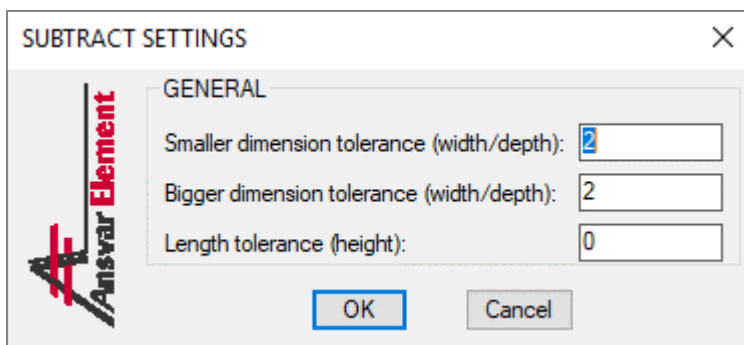 SUBTRACT SETTINGS
Ansvar Element
GENERAL
Smaller dimension tolerance (width/depth): 2
Bigger dimension tolerance (width/depth): 2
Length tolerance (height): 0
OK Cancel